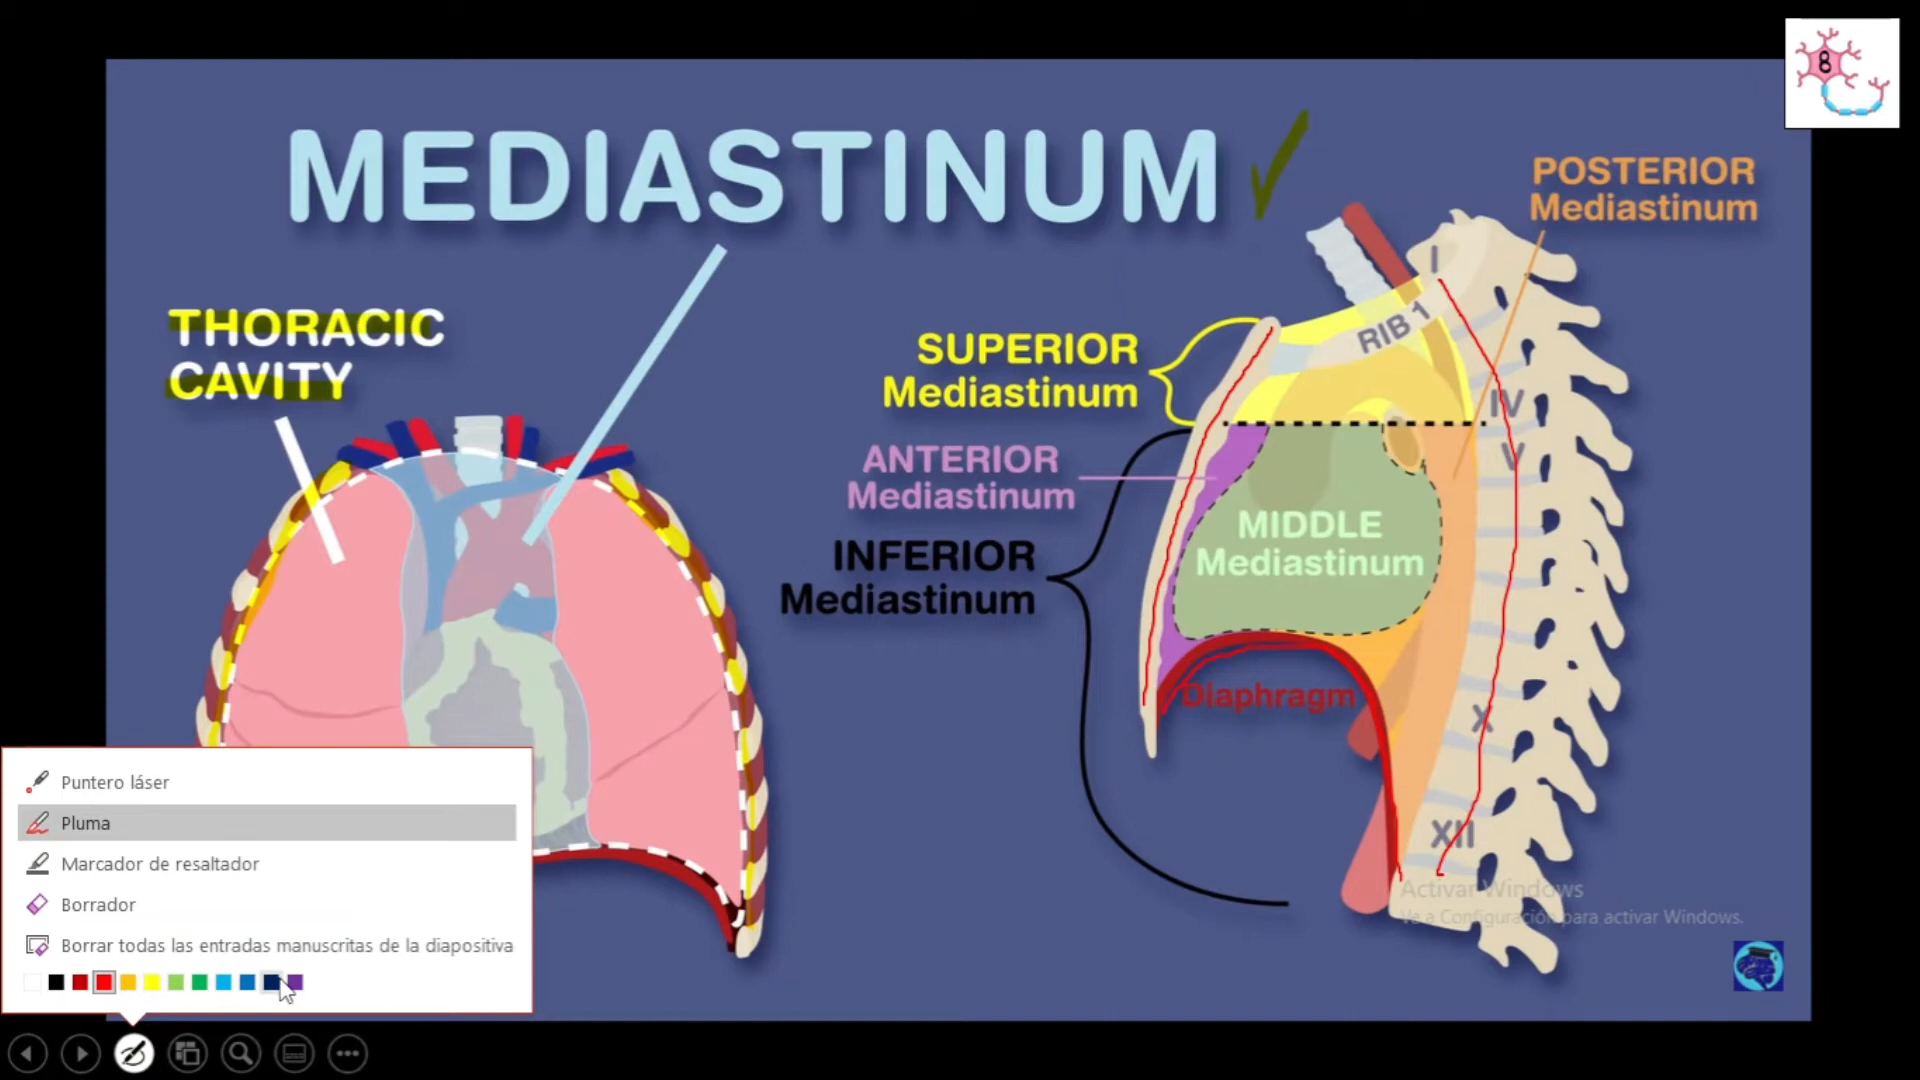 8
MEDIASTINUM
POSTERIOR
Mediastinum
I
THORACIC
CAVITY
SUPERIOR
Mediastinum
RIB 1
IV
ANTERIOR
Mediastinum
V
MIDDLE
Mediastinum
INFERIOR
Mediastinum
Diaphragm
X
XII
Puntero láser
Pluma
Marcador de resaltador
Borrador
Borrar todas las entradas manuscritas de la diapositiva
Activar Windows
Ve a Configuración para activar Windows.